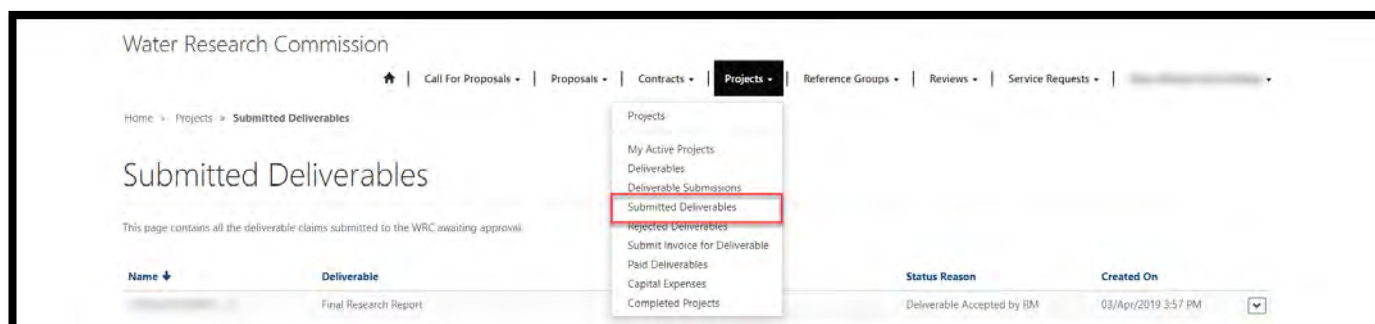 Water Research Commission
Call For Proposals | Proposals | Contracts | Projects | Reference Groups | Reviews | Service Requests |
Home > Projects > Submitted Deliverables
Projects
My Active Projects
Deliverables
Deliverable Submissions
Submitted Deliverables
Rejected Deliverables
Submit Invoice for Deliverable
Paid Deliverables
Capital Expenses
Completed Projects
Submitted Deliverables
This page contains all the deliverable claims submitted to the WRC awaiting approval.
Name Deliverable Status Reason Created On
Final Research Report Deliverable Accepted by RM 03/Apr/2019 3:57 PM